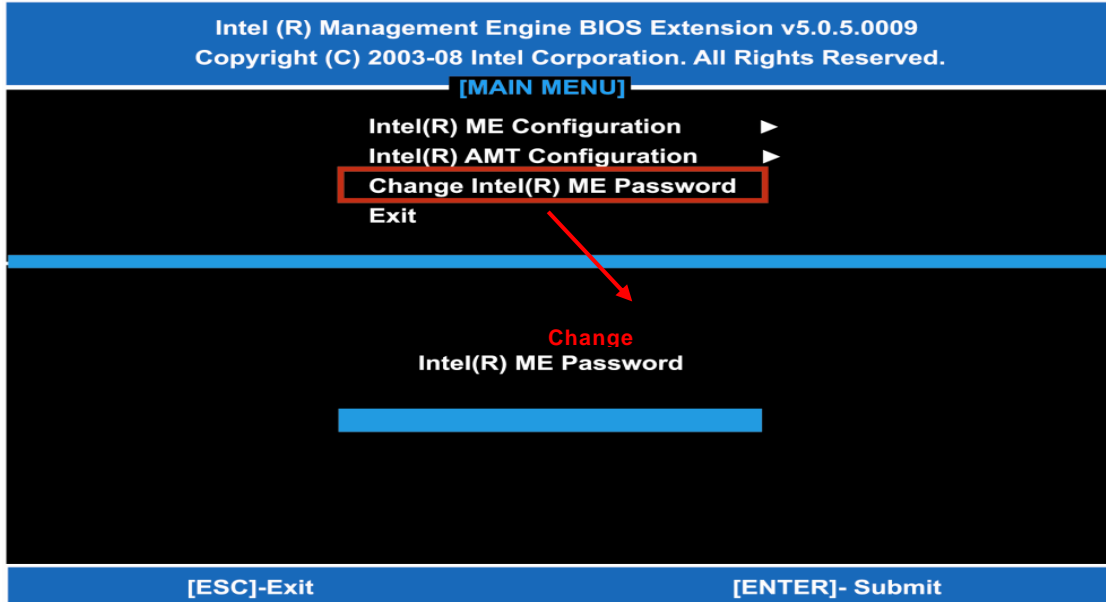 Intel (R) Management Engine BIOS Extension v5.0.5.0009
Copyright (C) 2003-08 Intel Corporation. All Rights Reserved.
[MAIN MENU]
Intel(R) ME Configuration ►
Intel(R) AMT Configuration ►
Change Intel(R) ME Password
Exit
Change
Intel(R) ME Password
[ESC]-Exit [ENTER]- Submit